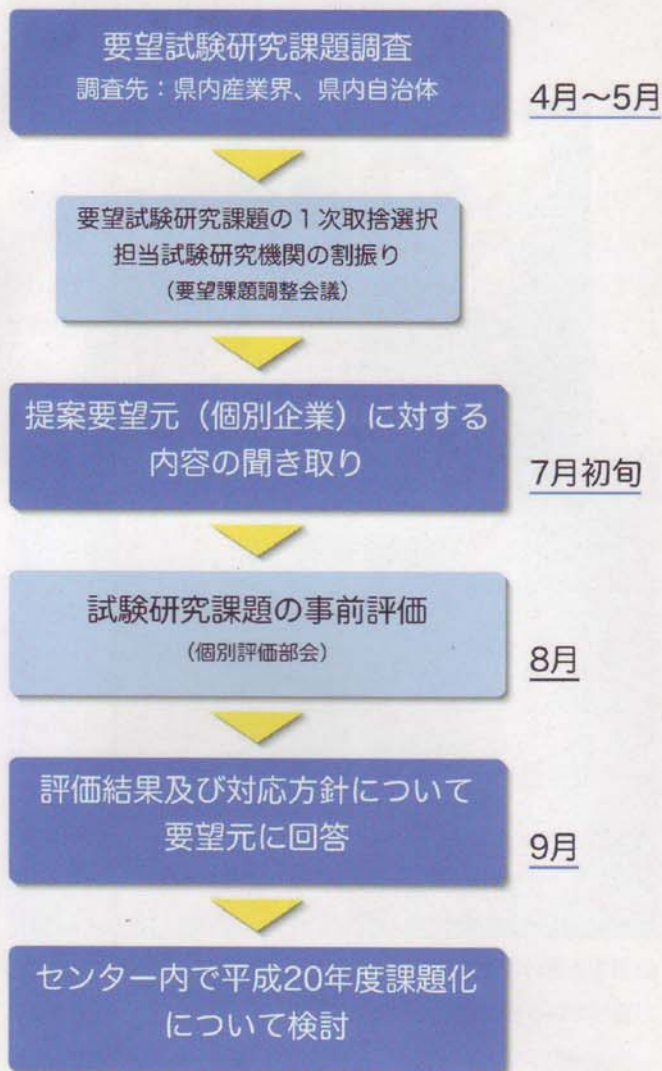 要望試験研究課題調査
調査先：県内産業界、県内自治体
4月～5月
要望試験研究課題の1次取捨選択
担当試験研究機関の割振り
（要望課題調整会議）
提案要望元（個別企業）に対する
内容の聞き取り
7月初旬
試験研究課題の事前評価
（個別評価部会）
8月
評価結果及び対応方針について
要望元に回答
9月
センター内で平成20年度課題化
について検討